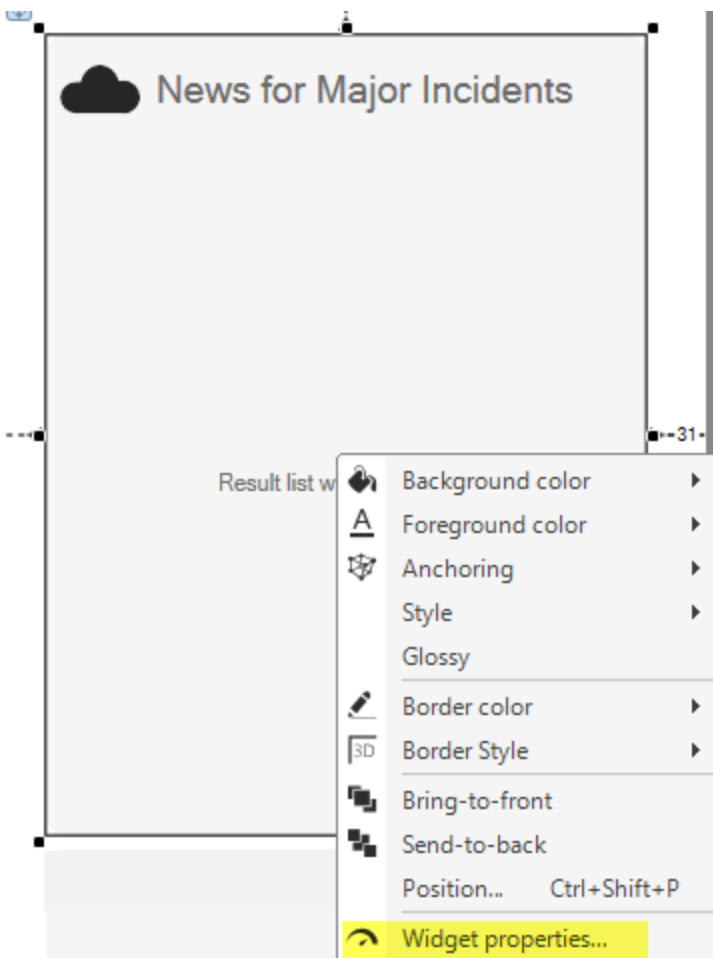 News for Major Incidents
31
Result list w
Background color
Foreground color
Anchoring
Style
Glossy
Border color
3D Border Style
Bring-to-front
Send-to-back
Position... Ctrl+Shift+P
Widget properties...